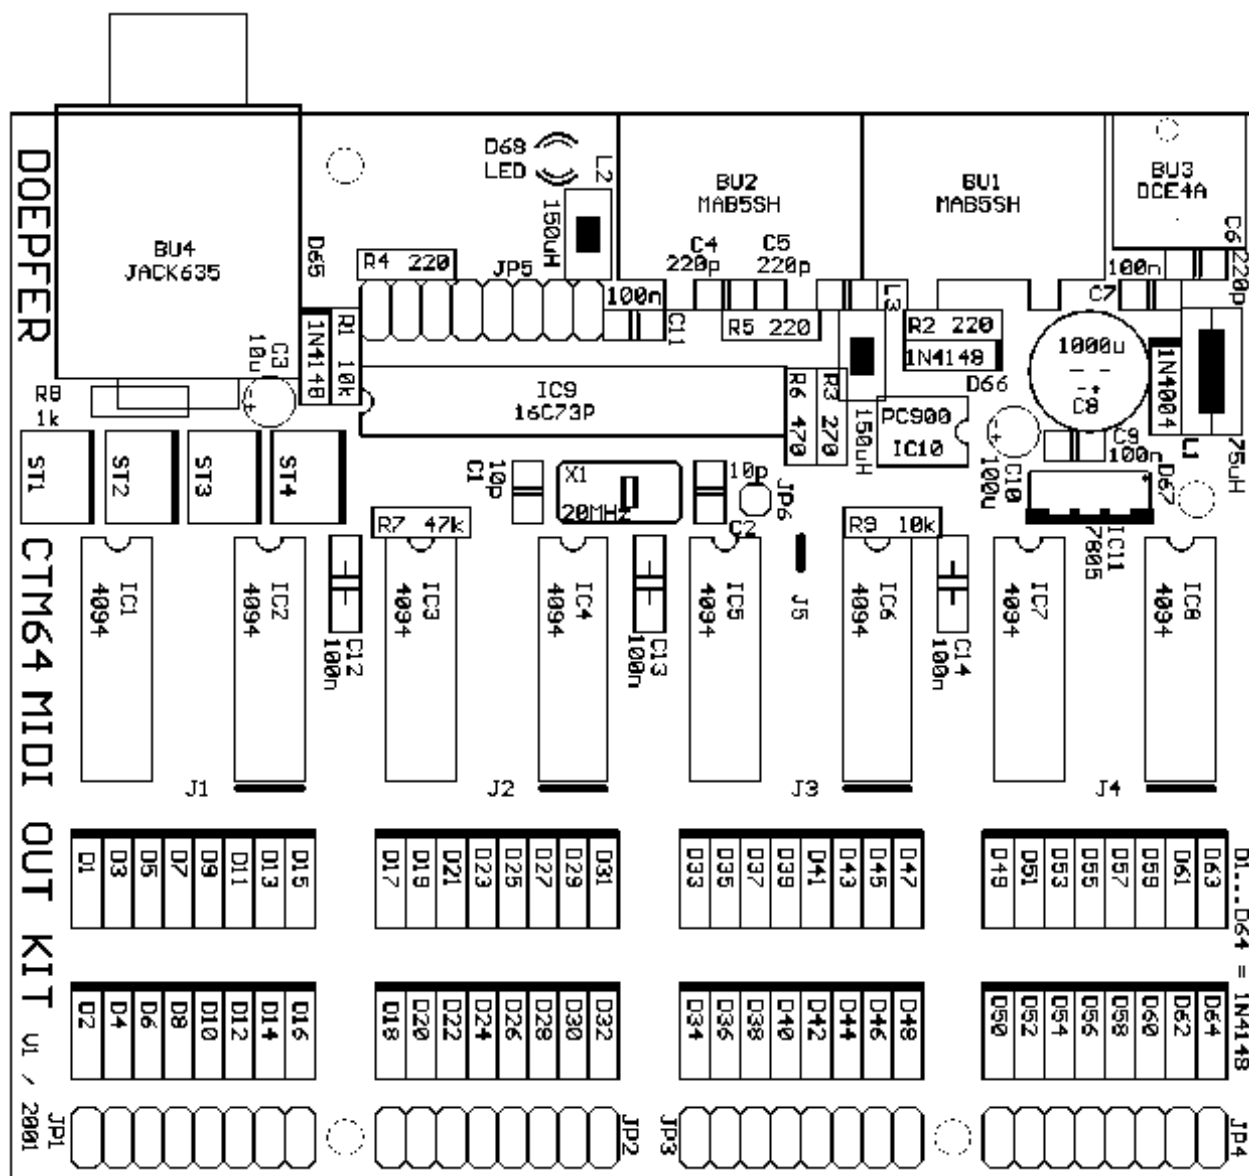 DOEPFER
CTM64 MIDI OUT KIT V1 / 2001
BU4
JACK635
D68
LED
L2
150uH
BU2
MAB5SH
BU1
MAB5SH
BU3
DCE4A
C6
220p
D65
R4 220
JP5
C4
220p
C5
220p
100n
C7
100n
C11
L3
R5 220
R2 220
1N4148
D66
1000u
C8
1N4004
C3
10u
1N4148
R1 10k
IC9
16C73P
R6 470
R3 270
150uH
PC900
IC10
R8
1k
C9
100n
L1
75uH
ST1
ST2
ST3
ST4
C1
10p
X1
20MHz
10p
C2
JP6
C10
100u
D67
R7 47k
R9 10k
IC11
7805
IC1
4094
IC2
4094
C12
100n
IC3
4094
IC4
4094
C13
100n
IC5
4094
J5
IC6
4094
C14
100n
IC7
4094
IC8
4094
J1
J2
J3
J4
D1 D3 D5 D7 D9 D11 D13 D15
D17 D19 D21 D23 D25 D27 D29 D31
D33 D35 D37 D39 D41 D43 D45 D47
D49 D51 D53 D55 D57 D59 D61 D63
D1...D64 = 1N4148
D2 D4 D6 D8 D10 D12 D14 D16
D18 D20 D22 D24 D26 D28 D30 D32
D34 D36 D38 D40 D42 D44 D46 D48
D50 D52 D54 D56 D58 D60 D62 D64
JP1
JP2
JP3
JP4